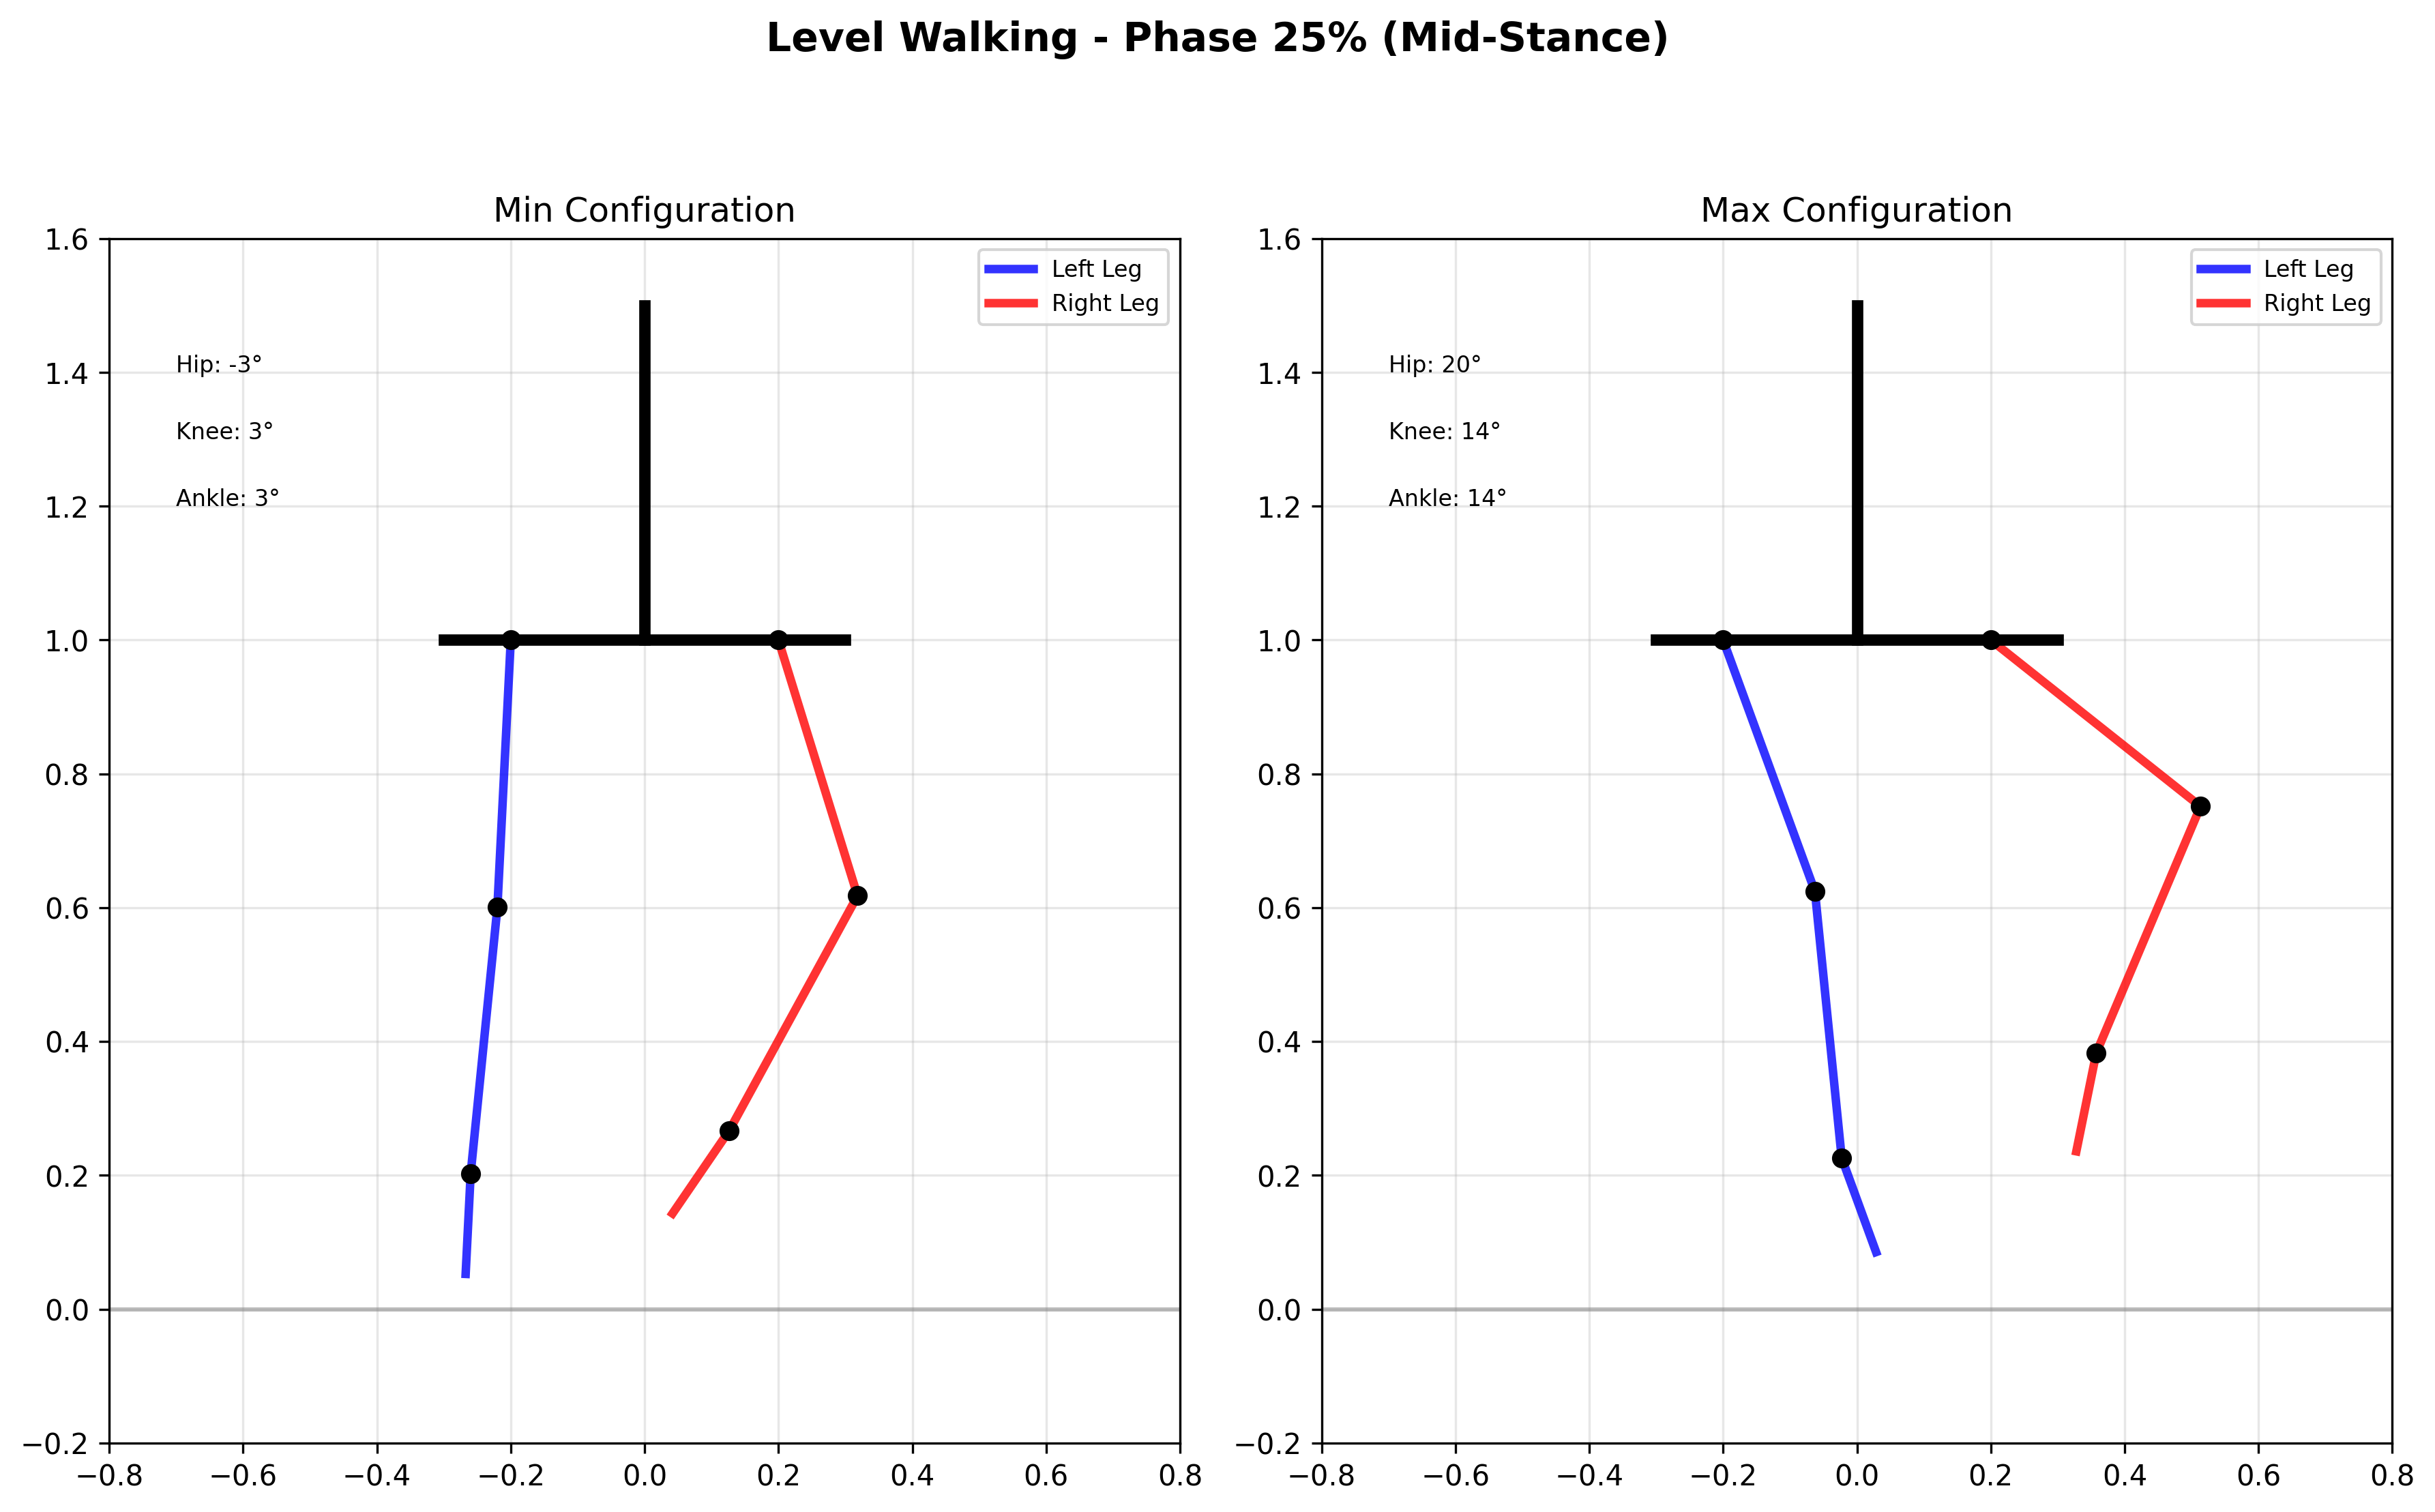 Level Walking - Phase 25% (Mid-Stance)
Min Configuration
Left Leg
Right Leg
Hip: -3°
Knee: 3°
Ankle: 3°
1.6
1.4
1.2
1.0
0.8
0.6
0.4
0.2
0.0
−0.2
−0.8
−0.6
−0.4
−0.2
0.0
0.2
0.4
0.6
0.8
Max Configuration
Left Leg
Right Leg
Hip: 20°
Knee: 14°
Ankle: 14°
1.6
1.4
1.2
1.0
0.8
0.6
0.4
0.2
0.0
−0.2
−0.8
−0.6
−0.4
−0.2
0.0
0.2
0.4
0.6
0.8